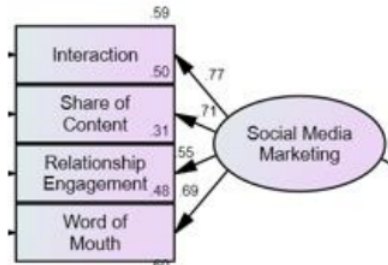 .59
Interaction
.50
.77
Share of
Content
.71
.31
Social Media
Marketing
Relationship
Engagement
.55
.48
.69
Word of
Mouth